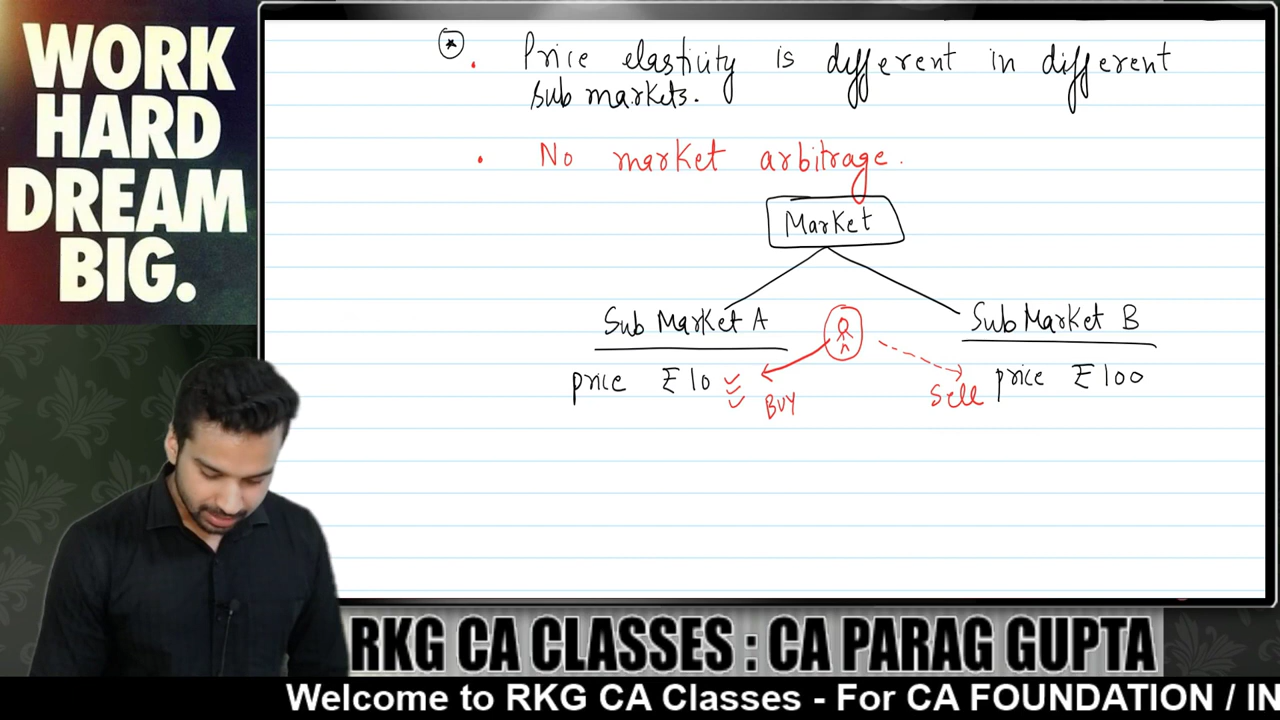 WORK
HARD
DREAM
BIG.
Price elasticity is different in different
sub markets.
No market arbitrage.
Market
Sub Market A
Sub Market B
price ₹10
BUY
Sell
price ₹100
RKG CA CLASSES : CA PARAG GUPTA
Welcome to RKG CA Classes - For CA FOUNDATION / IN